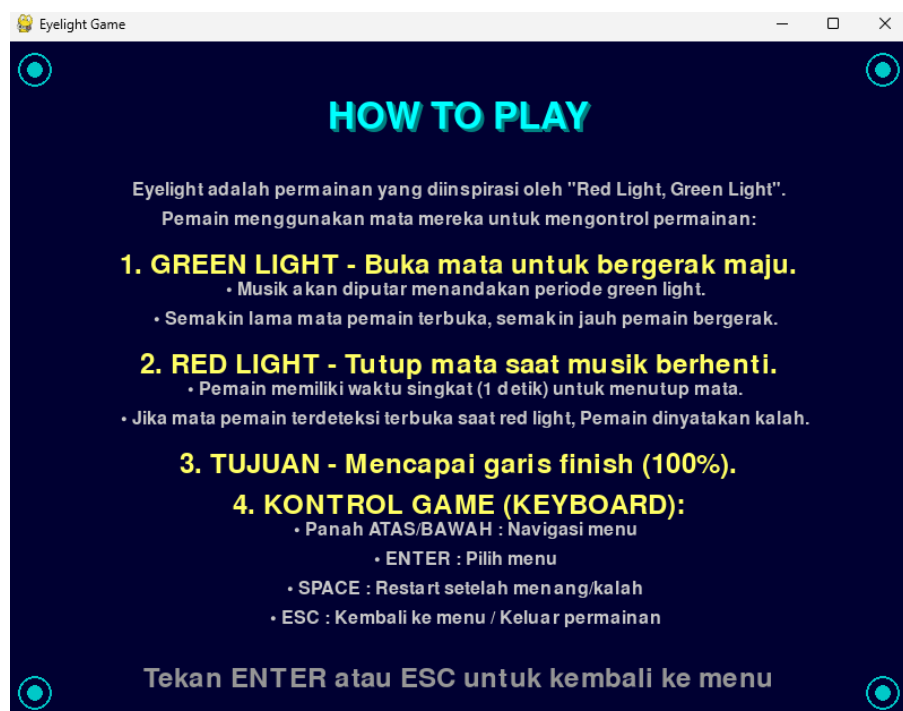 Eyelight Game
HOW TO PLAY
Eyelight adalah permainan yang diinspirasi oleh "Red Light, Green Light".
Pemain menggunakan mata mereka untuk mengontrol permainan:
1. GREEN LIGHT - Buka mata untuk bergerak maju.
• Musik akan diputar menandakan periode green light.
• Semakin lama mata pemain terbuka, semakin jauh pemain bergerak.
2. RED LIGHT - Tutup mata saat musik berhenti.
• Pemain memiliki waktu singkat (1 detik) untuk menutup mata.
• Jika mata pemain terdeteksi terbuka saat red light, Pemain dinyatakan kalah.
3. TUJUAN - Mencapai garis finish (100%).
4. KONTROL GAME (KEYBOARD):
• Panah ATAS/BAWAH : Navigasi menu
• ENTER : Pilih menu
• SPACE : Restart setelah menang/kalah
• ESC : Kembali ke menu / Keluar permainan
Tekan ENTER atau ESC untuk kembali ke menu